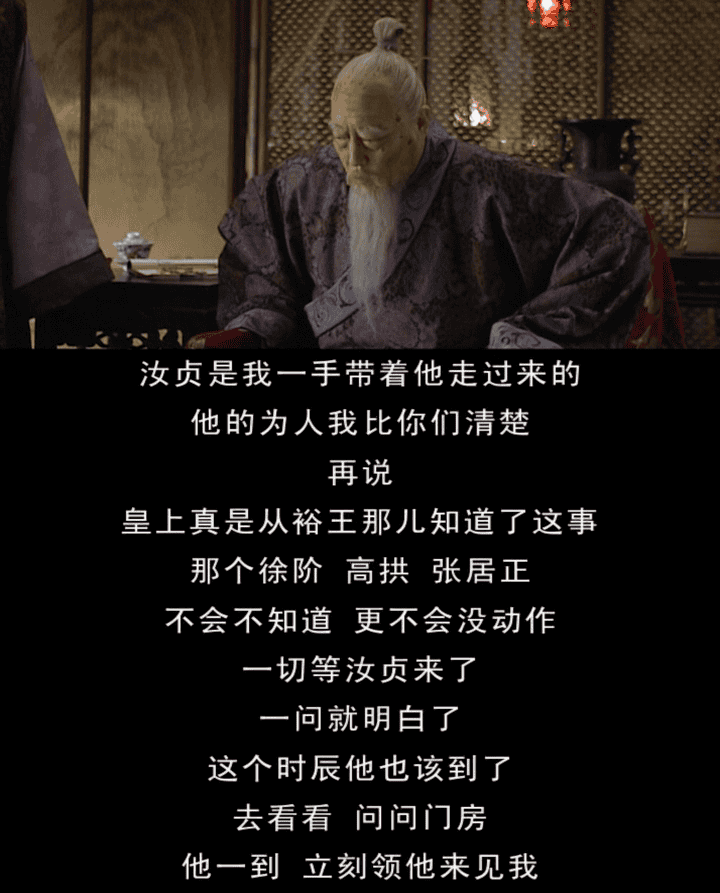 汝贞是我一手带着他走过来的
他的为人我比你们清楚
再说
皇上真是从裕王那儿知道了这事
那个徐阶 高拱 张居正
不会不知道 更不会没动作
一切等汝贞来了
一问就明白了
这个时辰他也该到了
去看看 问问门房
他一到 立刻领他来见我